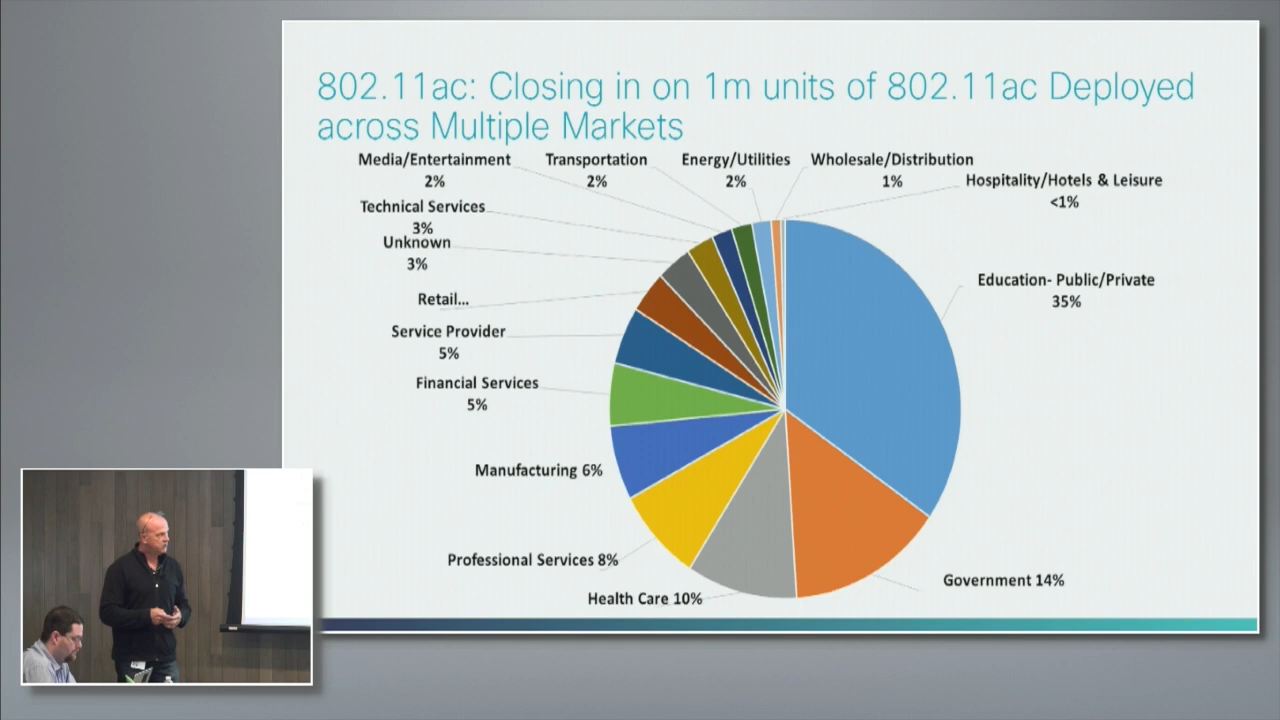 802.11ac: Closing in on 1m units of 802.11ac Deployed
across Multiple Markets
Media/Entertainment
2%
Transportation
2%
Energy/Utilities
2%
Wholesale/Distribution
1%
Hospitality/Hotels & Leisure
<1%
Technical Services
3%
Unknown
3%
Education- Public/Private
35%
Retail...
Service Provider
5%
Financial Services
5%
Manufacturing 6%
Professional Services 8%
Government 14%
Health Care 10%